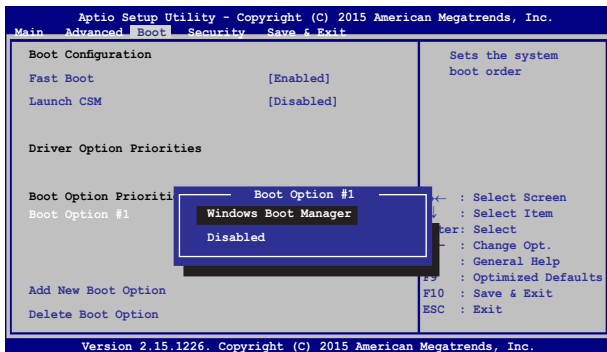 Aptio Setup Utility - Copyright (C) 2015 American Megatrends, Inc.
Main Advanced Boot Security Save & Exit
Boot Configuration
Fast Boot [Enabled]
Launch CSM [Disabled]
Driver Option Priorities
Boot Option Prioriti
Boot Option #1
Boot Option #1
Windows Boot Manager
Disabled
Add New Boot Option
Delete Boot Option
Sets the system
boot order
→← : Select Screen
↓ : Select Item
ter: Select
— : Change Opt.
: General Help
F9 : Optimized Defaults
F10 : Save & Exit
ESC : Exit
Version 2.15.1226. Copyright (C) 2015 American Megatrends, Inc.